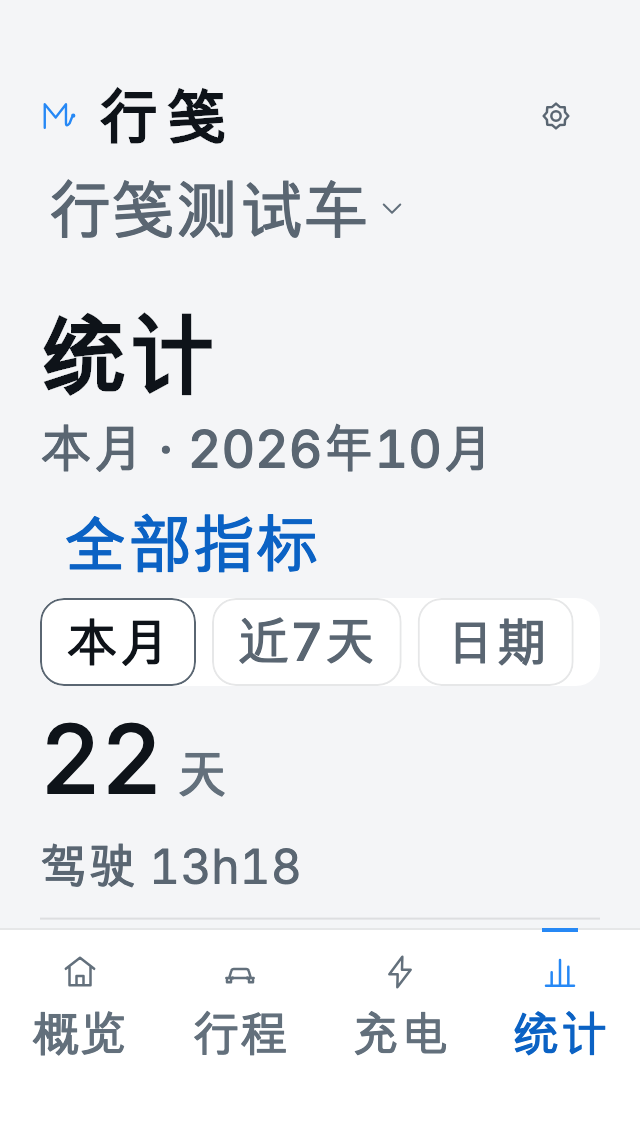 行笺
行笺测试车
统计
本月 · 2026年10月
全部指标
本月 近7天 日期
22 天
驾驶 13h18
概览 行程 充电 统计